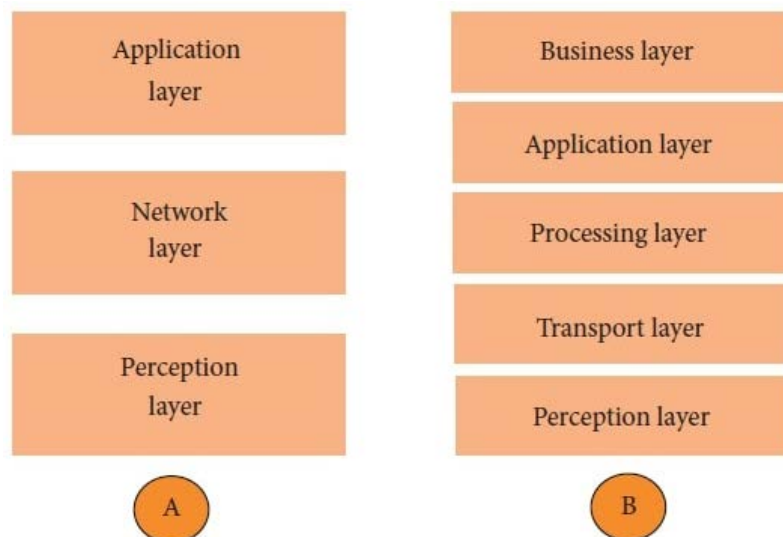 Application
layer
Network
layer
Perception
layer
A
Business layer
Application layer
Processing layer
Transport layer
Perception layer
B